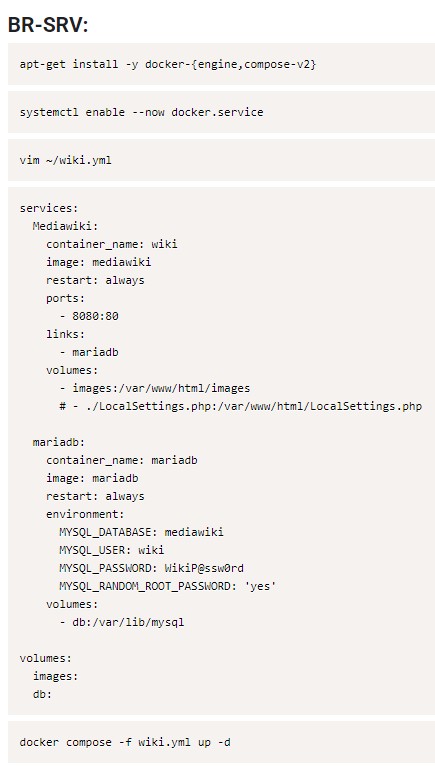 BR-SRV:
apt-get install -y docker-{engine,compose-v2}
systemctl enable --now docker.service
vim ~/wiki.yml
services:
  Mediawiki:
    container_name: wiki
    image: mediawiki
    restart: always
    ports:
      - 8080:80
    links:
      - mariadb
    volumes:
      - images:/var/www/html/images
      # - ./LocalSettings.php:/var/www/html/LocalSettings.php
  mariadb:
    container_name: mariadb
    image: mariadb
    restart: always
    environment:
      MYSQL_DATABASE: mediawiki
      MYSQL_USER: wiki
      MYSQL_PASSWORD: WikiP@ssw0rd
      MYSQL_RANDOM_ROOT_PASSWORD: 'yes'
    volumes:
      - db:/var/lib/mysql
volumes:
  images:
  db:
docker compose -f wiki.yml up -d